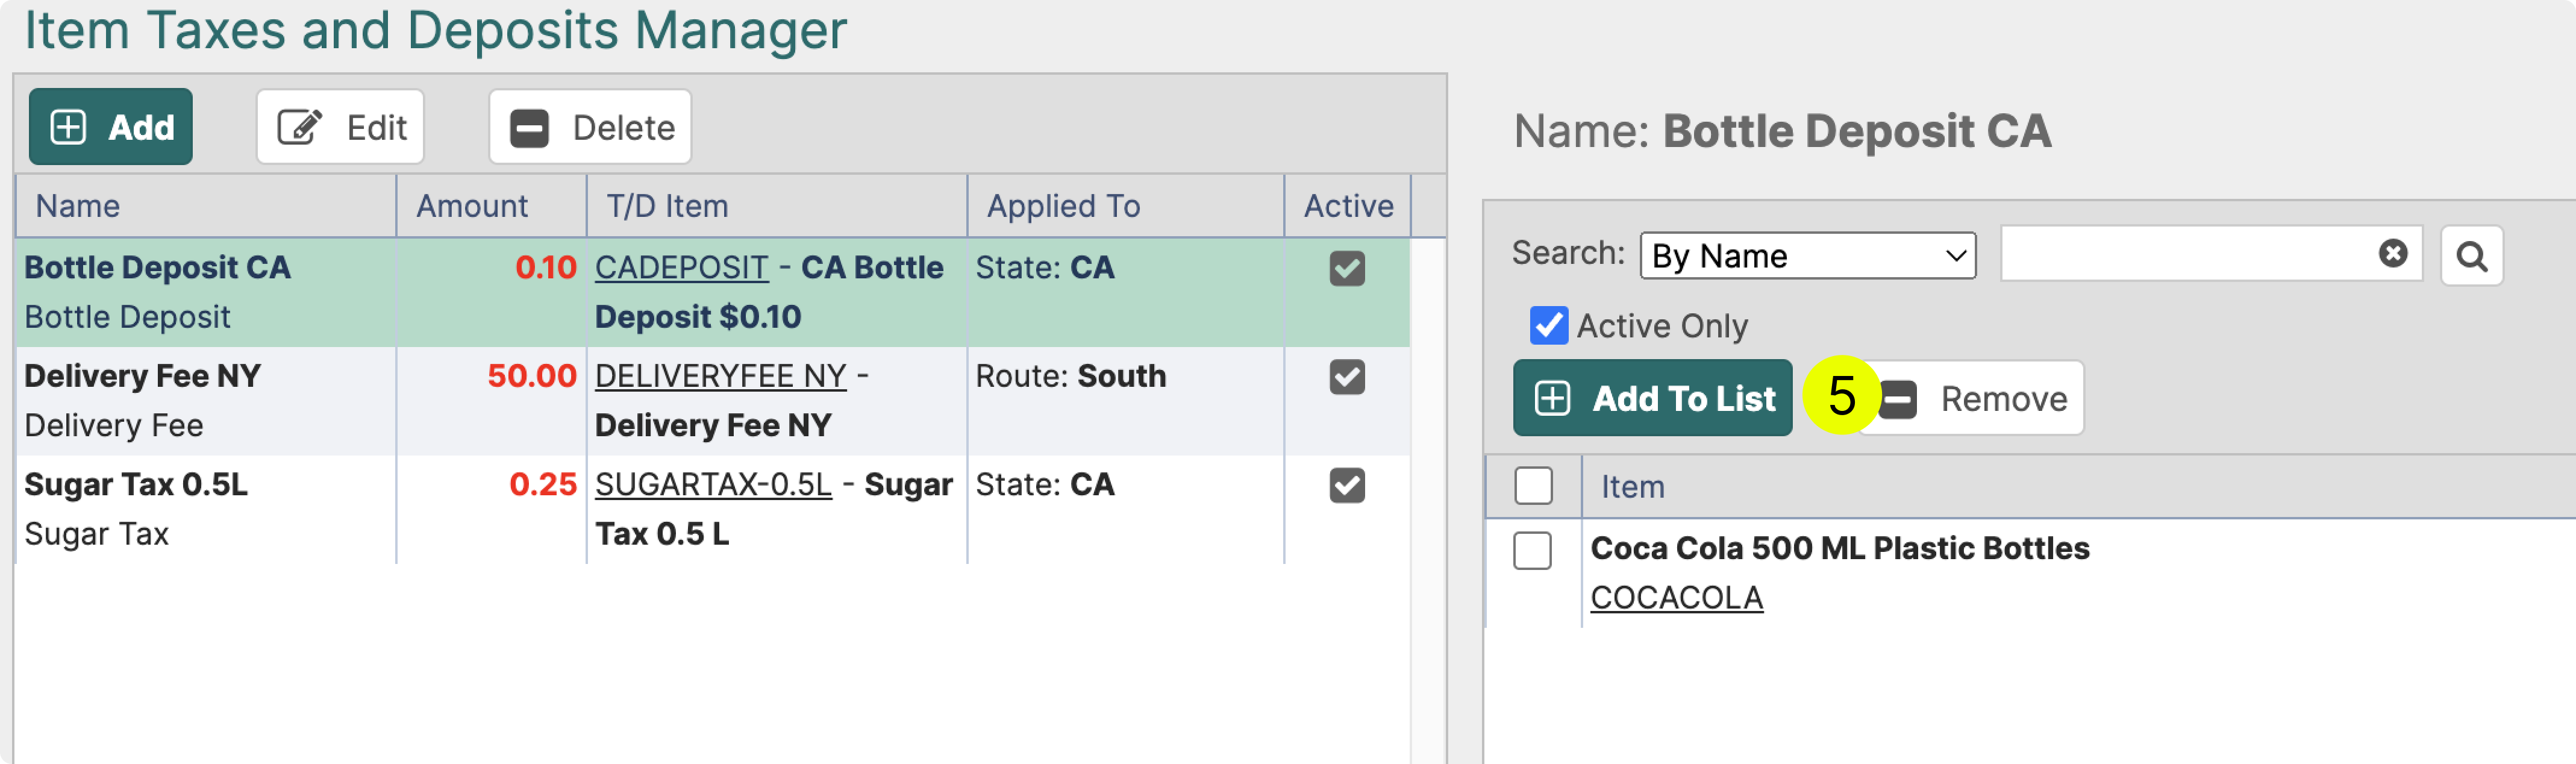 Item Taxes and Deposits Manager
Add Edit Delete
Name Amount T/D Item Applied To Active
Bottle Deposit CA 0.10 CADEPOSIT - CA Bottle State: CA
Bottle Deposit Deposit $0.10
Delivery Fee NY 50.00 DELIVERYFEE NY - Route: South
Delivery Fee Delivery Fee NY
Sugar Tax 0.5L 0.25 SUGARTAX-0.5L - Sugar State: CA
Sugar Tax Tax 0.5 L
Name: Bottle Deposit CA
Search: By Name
Active Only
Add To List 5 Remove
Item
Coca Cola 500 ML Plastic Bottles
COCACOLA